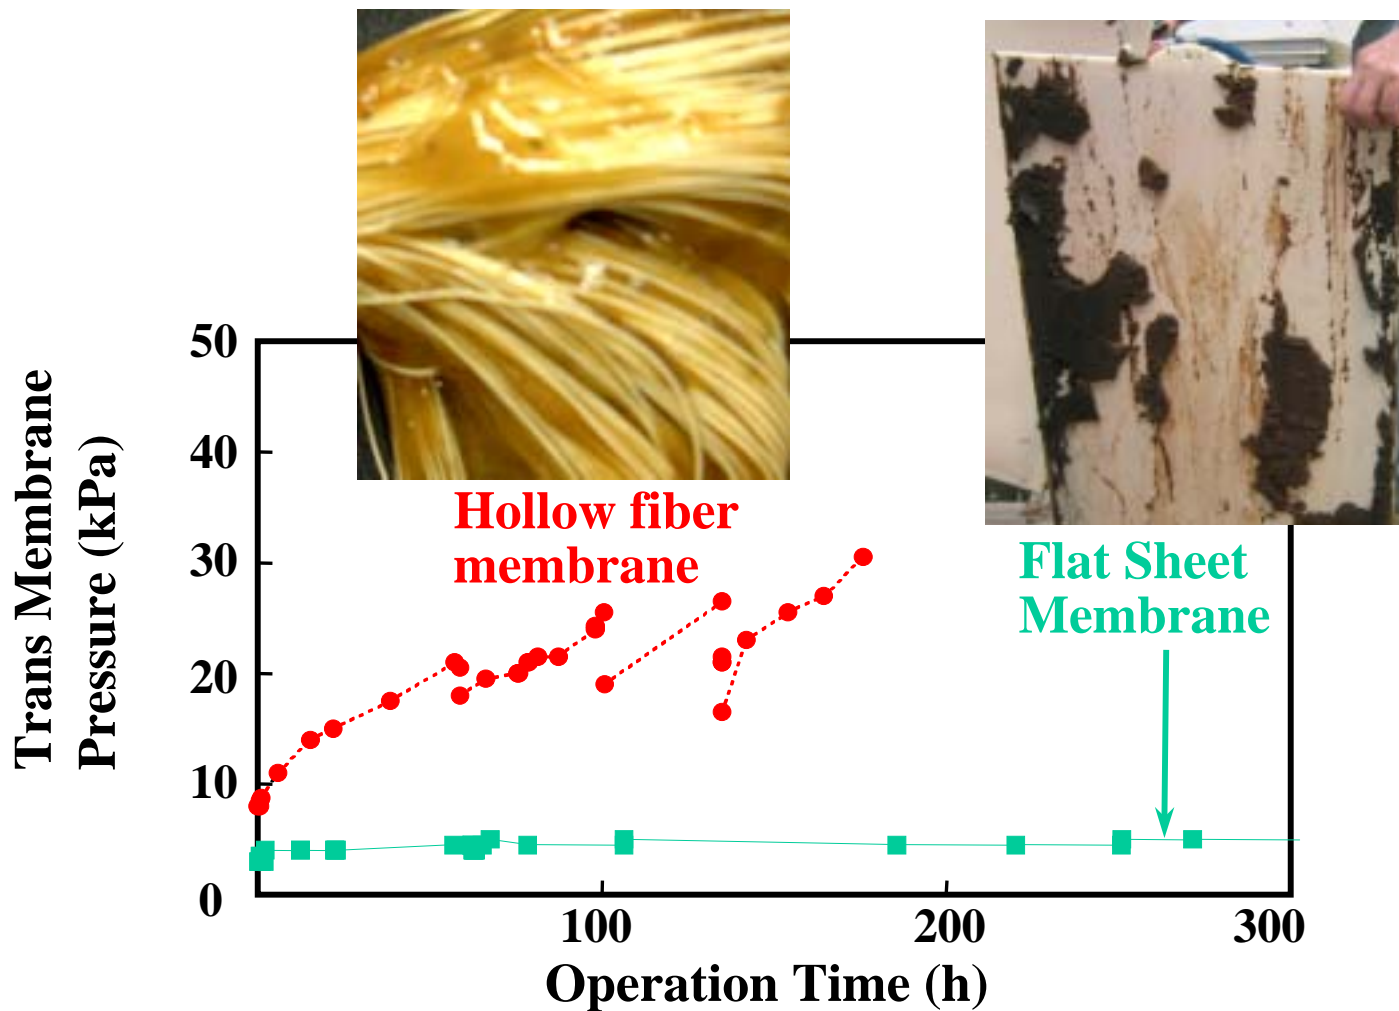 50
40
30
20
10
0
100
200
300
Trans Membrane
Pressure (kPa)
Operation Time (h)
Hollow fiber
membrane
Flat Sheet
Membrane